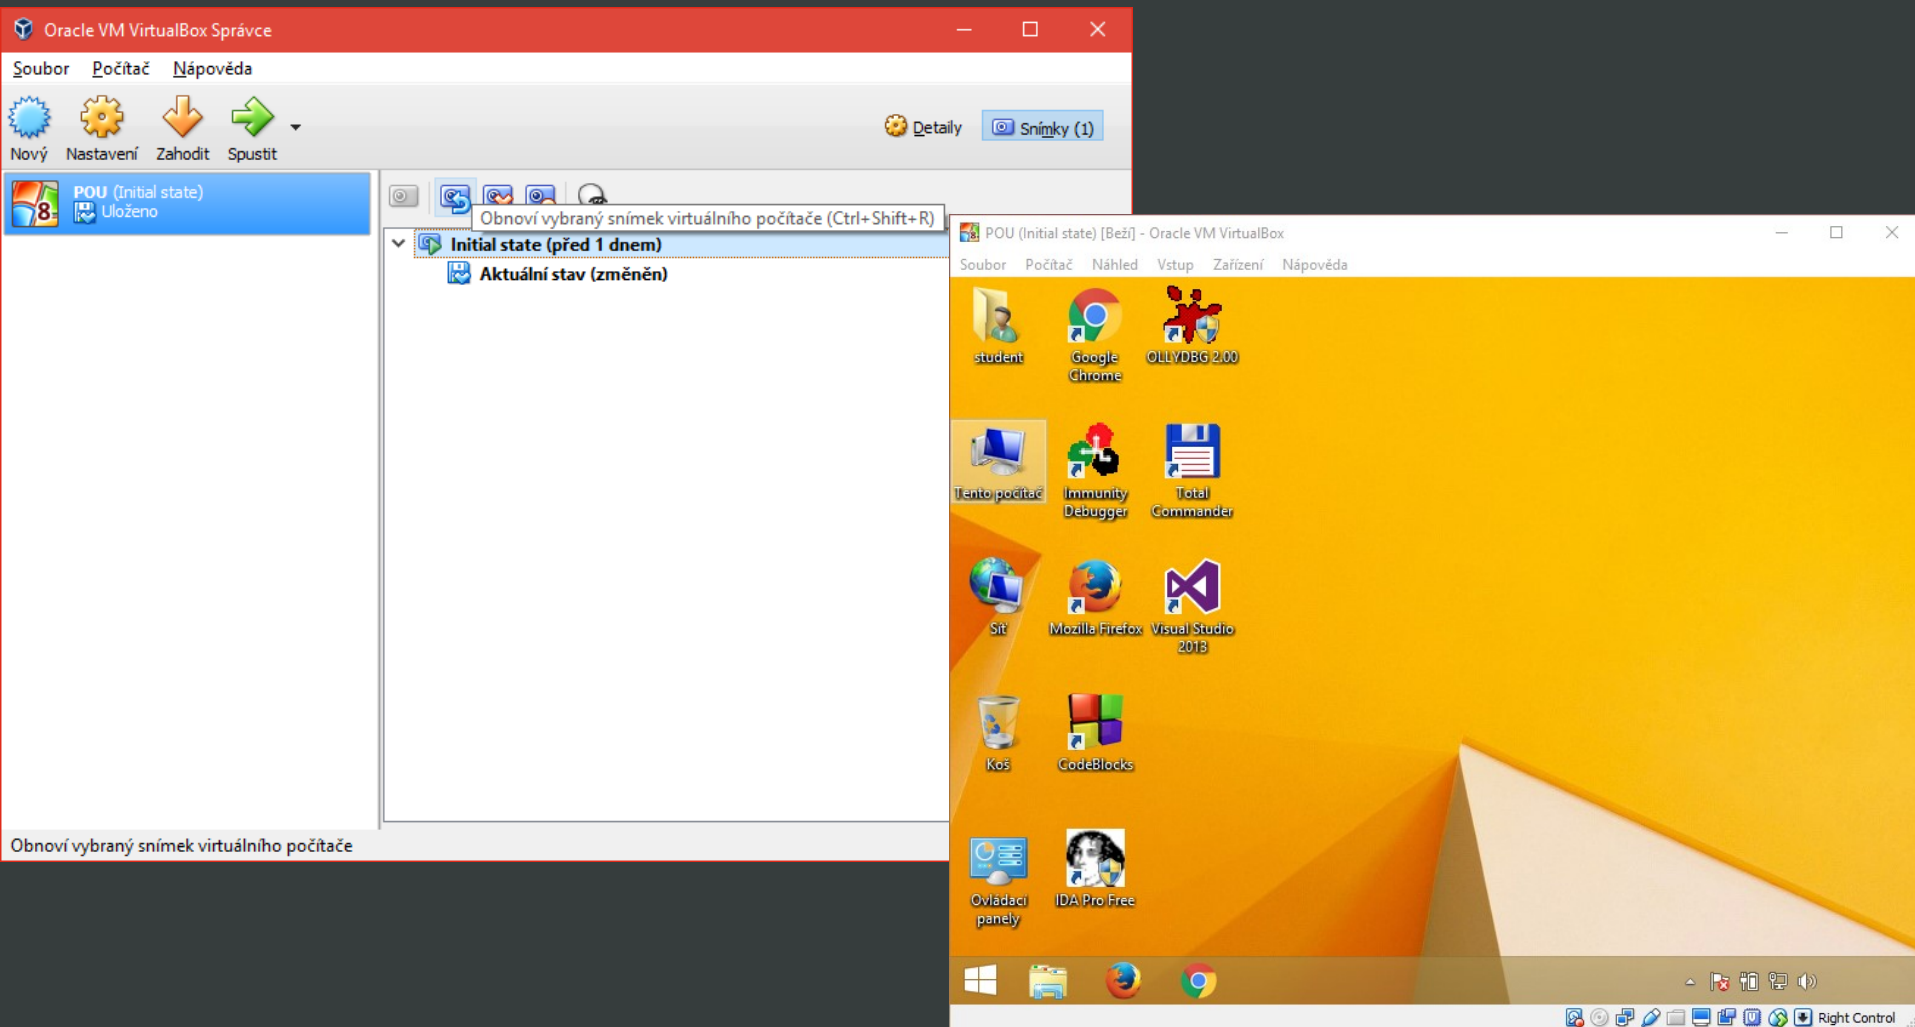 Oracle VM VirtualBox Správce
Soubor Počítač Nápověda
Nový Nastavení Zahodit Spustit
Detaily Snímky (1)
POU (Initial state)
Uloženo
8
Obnoví vybraný snímek virtuálního počítače (Ctrl+Shift+R)
Initial state (před 1 dnem)
Aktuální stav (změněn)
Obnoví vybraný snímek virtuálního počítače
POU (Initial state) [Beží] - Oracle VM VirtualBox
Soubor Počítač Náhled Vstup Zařízení Nápověda
student
Google
Chrome
OLLYDBG 2.00
Tento počítač
Immunity
Debugger
Total
Commander
Síť
Mozilla Firefox
Visual Studio
2013
Koš
CodeBlocks
Ovládací
panely
IDA Pro Free
Right Control